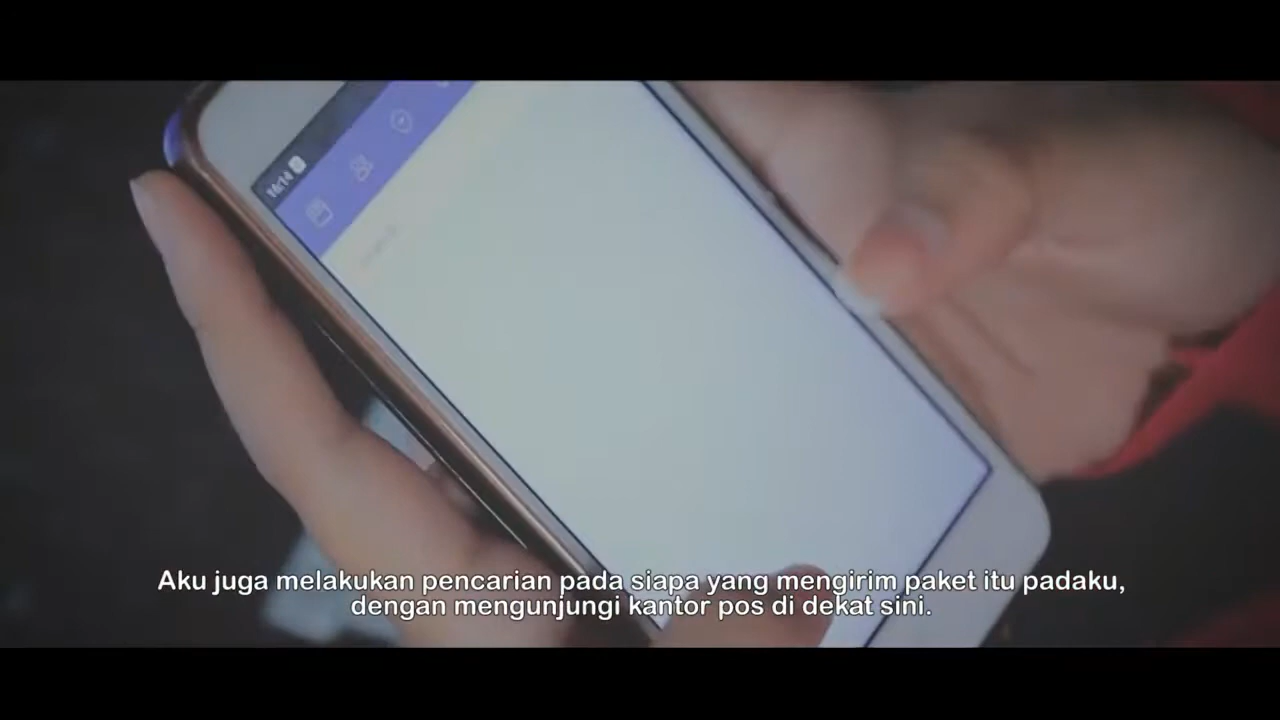 Aku juga melakukan pencarian pada siapa yang mengirim paket itu padaku,
dengan mengunjungi kantor pos di dekat sini.